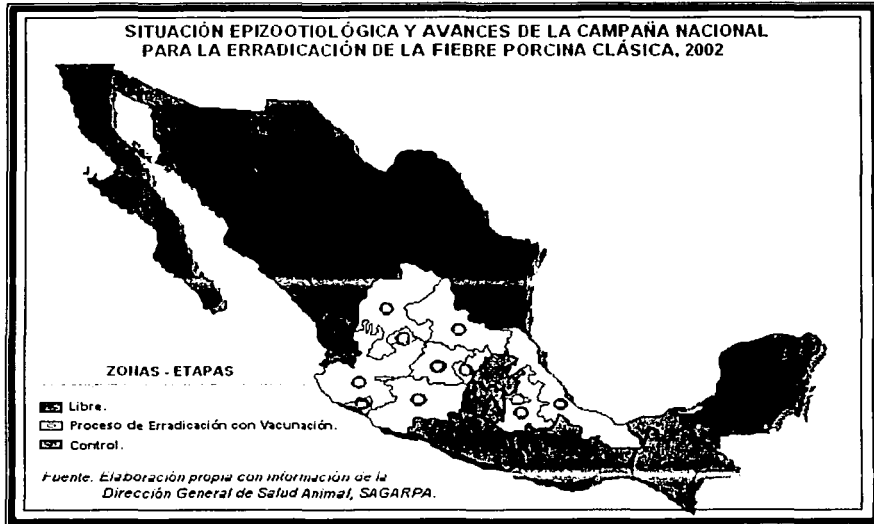 SITUACIÓN EPIZOOTIOLÓGICA Y AVANCES DE LA CAMPAÑA NACIONAL
PARA LA ERRADICACIÓN DE LA FIEBRE PORCINA CLÁSICA, 2002
ZONAS - ETAPAS
Libre.
Proceso de Erradicación con Vacunación.
Control.
Fuente. Elaboración propia con información de la
Dirección General de Salud Animal, SAGARPA.